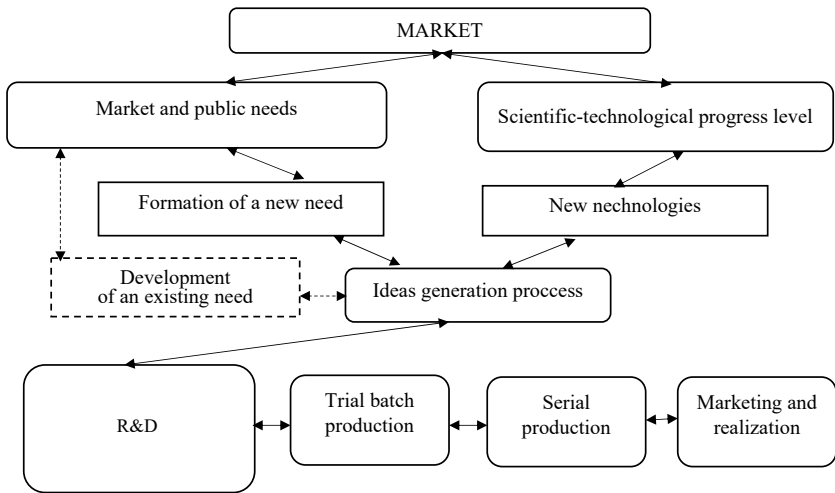 MARKET
Market and public needs
Scientific-technological progress level
Formation of a new need
New nechnologies
Development
of an existing need
Ideas generation proccess
R&D
Trial batch
production
Serial
production
Marketing and
realization